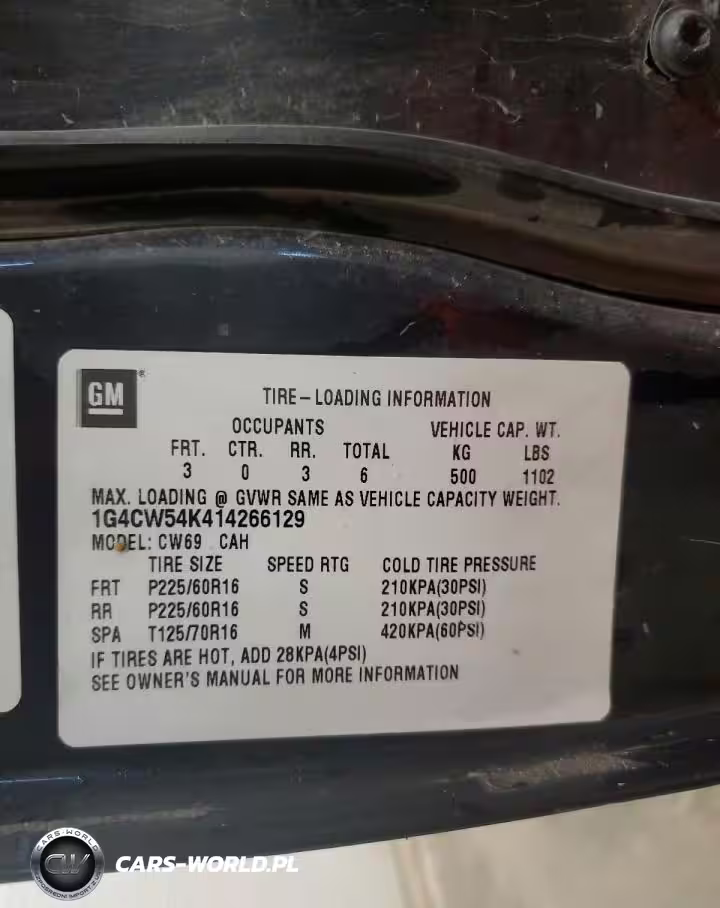 GM
TIRE-LOADING INFORMATION
OCCUPANTS VEHICLE CAP. WT.
FRT. CTR. RR. TOTAL KG LBS
3 0 3 6 500 1102
MAX. LOADING @ GVWR SAME AS VEHICLE CAPACITY WEIGHT.
1G4CW54K414266129
MODEL: CW69 CAH
TIRE SIZE SPEED RTG COLD TIRE PRESSURE
FRT P225/60R16 S 210KPA(30PSI)
RR P225/60R16 S 210KPA(30PSI)
SPA T125/70R16 M 420KPA(60PSI)
IF TIRES ARE HOT, ADD 28KPA(4PSI)
SEE OWNER'S MANUAL FOR MORE INFORMATION
CARS-WORLD
CW
CARS-WORLD.PL